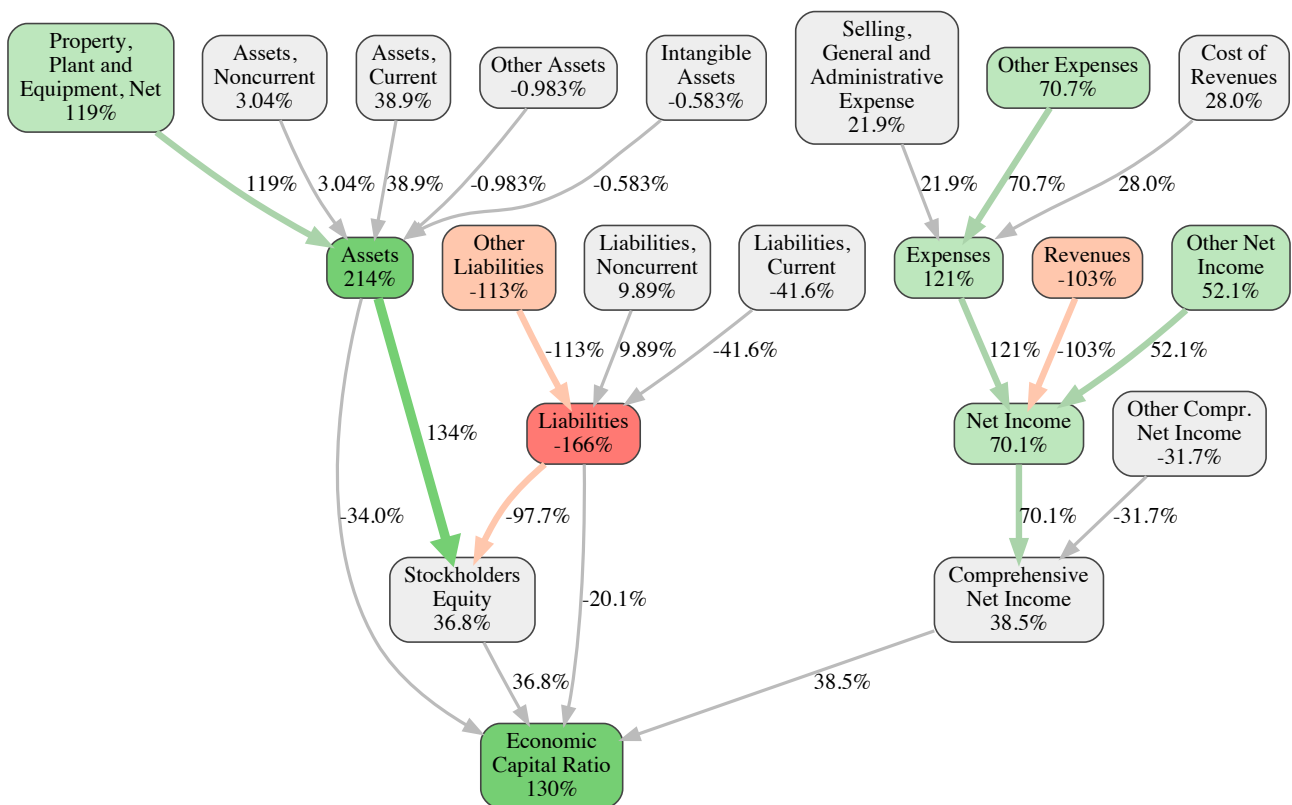 Property,
Plant and
Equipment, Net
119%
Assets,
Noncurrent
3.04%
Assets,
Current
38.9%
Other Assets
-0.983%
Intangible
Assets
-0.583%
Selling,
General and
Administrative
Expense
21.9%
Other Expenses
70.7%
Cost of
Revenues
28.0%
119%
3.04%
38.9%
-0.983%
-0.583%
21.9%
70.7%
28.0%
Assets
214%
Other
Liabilities
-113%
Liabilities,
Noncurrent
9.89%
Liabilities,
Current
-41.6%
Expenses
121%
Revenues
-103%
Other Net
Income
52.1%
-113%
9.89%
-41.6%
121%
-103%
52.1%
134%
Liabilities
-166%
Net Income
70.1%
Other Compr.
Net Income
-31.7%
-34.0%
-97.7%
70.1%
-31.7%
Stockholders
Equity
36.8%
-20.1%
Comprehensive
Net Income
38.5%
36.8%
38.5%
Economic
Capital Ratio
130%